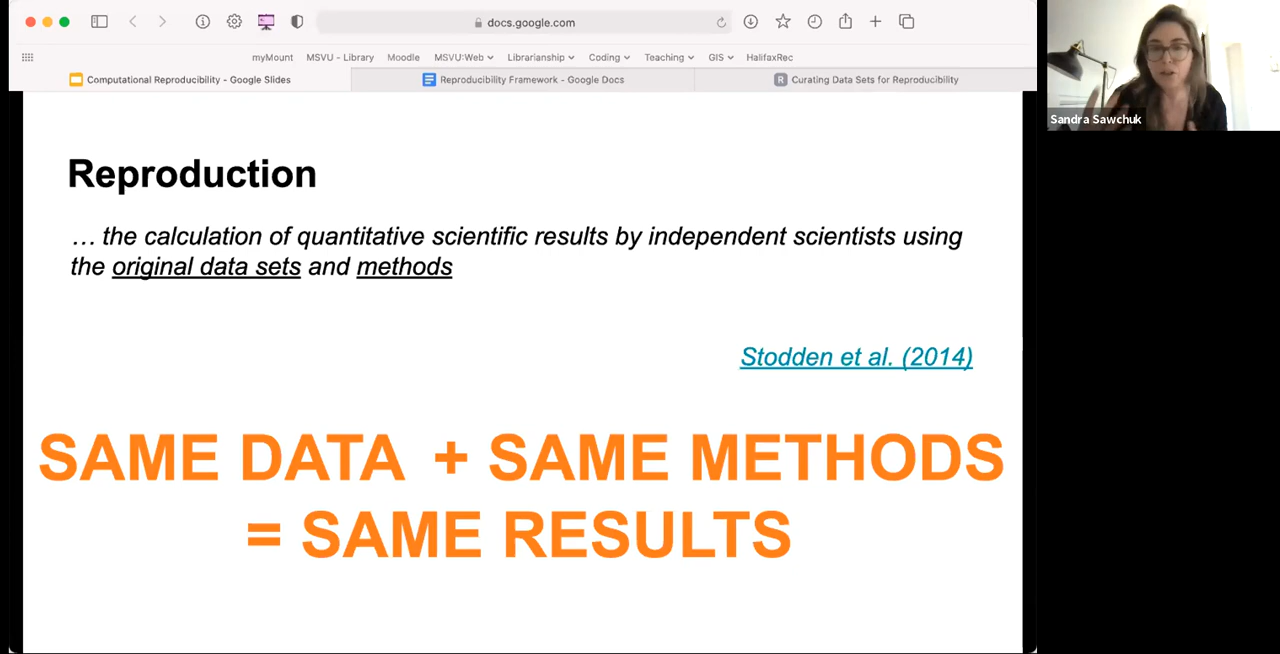 docs.google.com
myMount MSVU - Library Moodle MSVU:Web Librarianship Coding Teaching GIS HalifaxRec
Computational Reproducibility - Google Slides Reproducibility Framework - Google Docs R Curating Data Sets for Reproducibility
Sandra Sawchuk
Reproduction
… the calculation of quantitative scientific results by independent scientists using
the original data sets and methods
Stodden et al. (2014)
SAME DATA + SAME METHODS
= SAME RESULTS